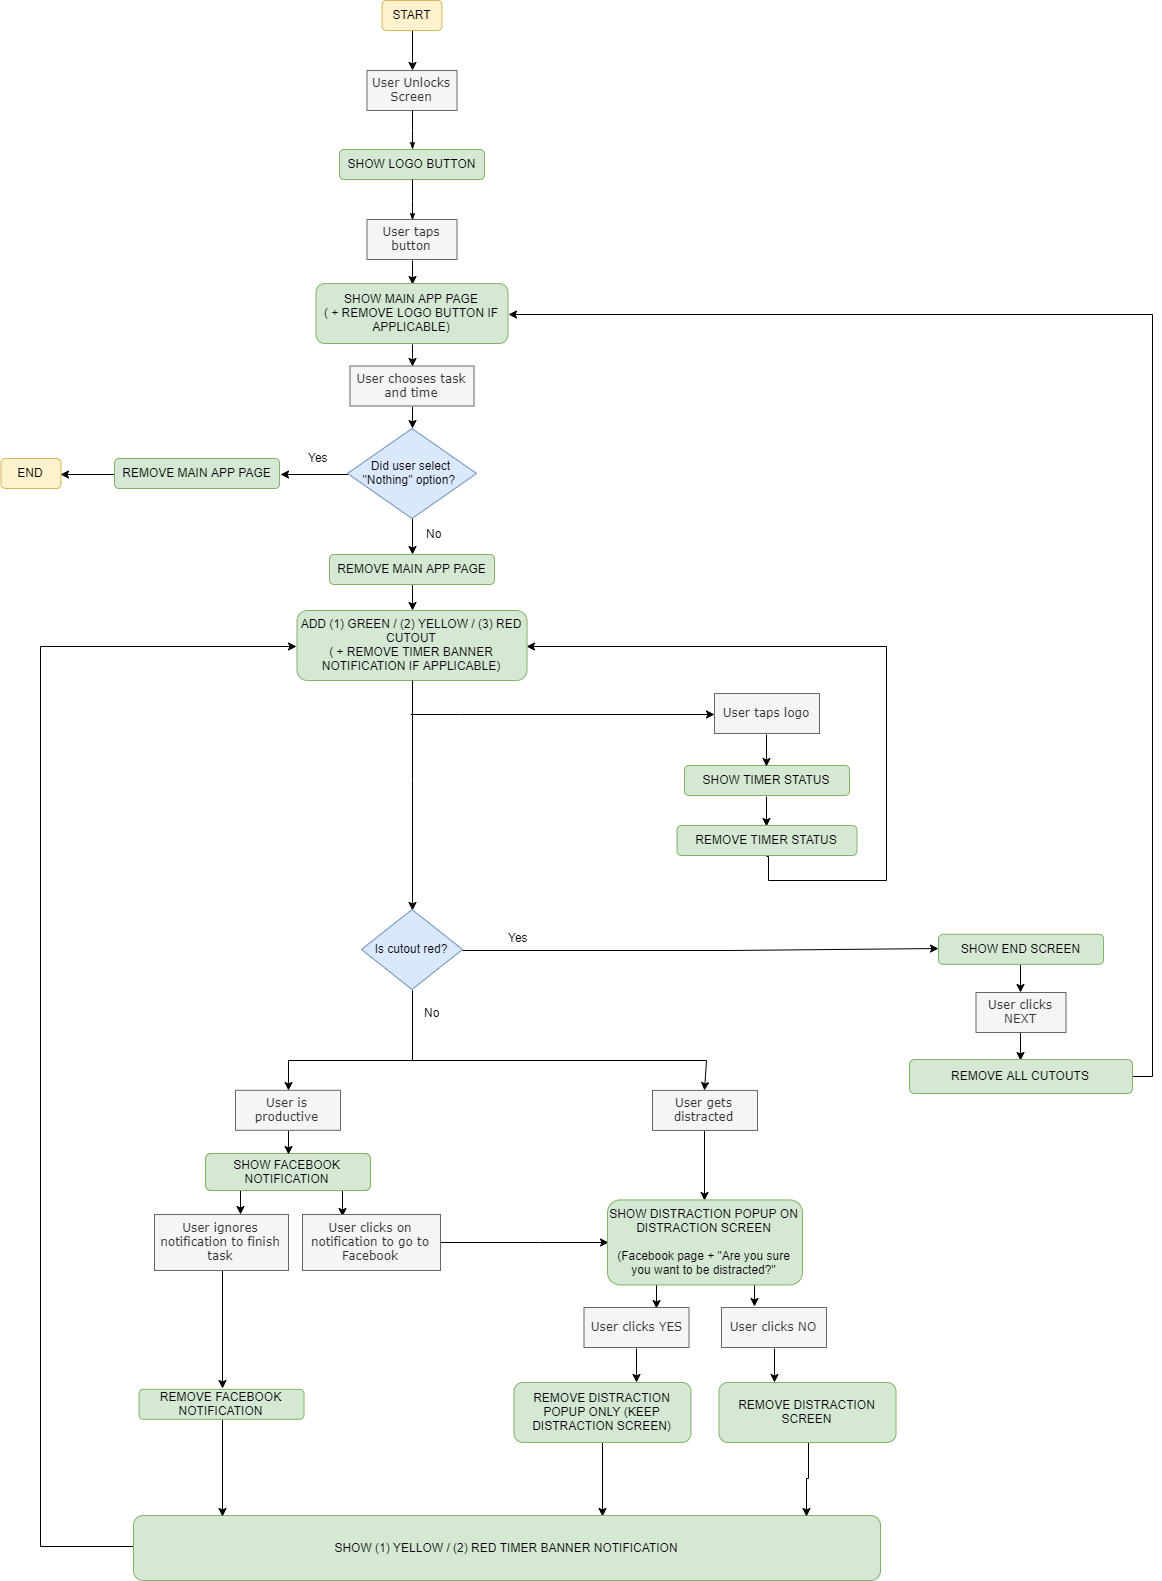 START
User Unlocks
Screen
SHOW LOGO BUTTON
User taps
button
SHOW MAIN APP PAGE
( + REMOVE LOGO BUTTON IF
APPLICABLE)
User chooses task
and time
Did user select
"Nothing" option?
Yes
REMOVE MAIN APP PAGE
END
No
REMOVE MAIN APP PAGE
ADD (1) GREEN / (2) YELLOW / (3) RED
CUTOUT
( + REMOVE TIMER BANNER
NOTIFICATION IF APPLICABLE)
User taps logo
SHOW TIMER STATUS
REMOVE TIMER STATUS
Is cutout red?
Yes
SHOW END SCREEN
User clicks
NEXT
REMOVE ALL CUTOUTS
No
User is
productive
User gets
distracted
SHOW FACEBOOK
NOTIFICATION
User ignores
notification to finish
task
User clicks on
notification to go to
Facebook
SHOW DISTRACTION POPUP ON
DISTRACTION SCREEN
(Facebook page + "Are you sure
you want to be distracted?"
User clicks YES
User clicks NO
REMOVE FACEBOOK
NOTIFICATION
REMOVE DISTRACTION
POPUP ONLY (KEEP
DISTRACTION SCREEN)
REMOVE DISTRACTION
SCREEN
SHOW (1) YELLOW / (2) RED TIMER BANNER NOTIFICATION